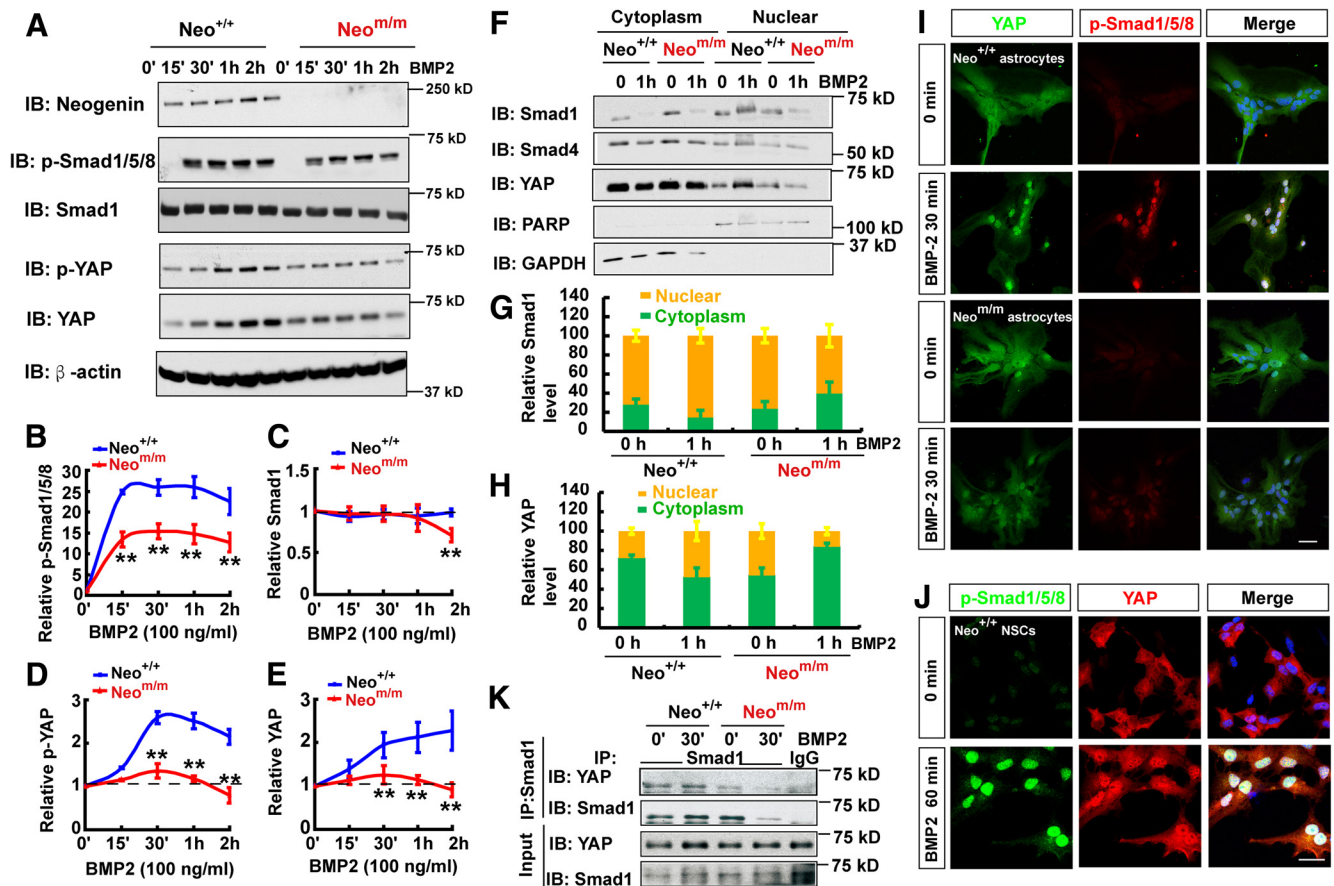 A
Neo+/+ Neom/m
0' 15' 30' 1h 2h 0' 15' 30' 1h 2h BMP2
IB: Neogenin 250 kD
IB: p-Smad1/5/8 75 kD
IB: Smad1 75 kD
IB: p-YAP 75 kD
IB: YAP 75 kD
IB: β-actin 37 kD
B
Neo+/+
Neom/m
Relative p-Smad1/5/8
30
25
20
15
10
5
0
** ** ** **
0' 15' 30' 1h 2h
BMP2 (100 ng/ml)
C
Neo+/+
Neom/m
Relative Smad1
1.5
1
0.5
0
**
0' 15' 30' 1h 2h
BMP2 (100 ng/ml)
D
Neo+/+
Neom/m
Relative p-YAP
3
2
1
0
** ** **
0' 15' 30' 1h 2h
BMP2 (100 ng/ml)
E
Neo+/+
Neom/m
Relative YAP
3
2
1
0
** ** **
0' 15' 30' 1h 2h
BMP2 (100 ng/ml)
F
Cytoplasm Nuclear
Neo+/+ Neom/m Neo+/+ Neom/m
0 1h 0 1h 0 1h 0 1h BMP2
IB: Smad1 75 kD
IB: Smad4 50 kD
IB: YAP 75 kD
IB: PARP 100 kD
IB: GAPDH 37 kD
G
Nuclear
Cytoplasm
Relative Smad1 level
140
120
100
80
60
40
20
0
0 h 1 h 0 h 1 h BMP2
Neo+/+ Neom/m
H
Nuclear
Cytoplasm
Relative YAP level
140
120
100
80
60
40
20
0
0 h 1 h 0 h 1 h BMP2
Neo+/+ Neom/m
K
Neo+/+ Neom/m
0' 30' 0' 30' BMP2
IP: Smad1 IgG
IP:Smad1
IB: YAP 75 kD
IB: Smad1 75 kD
Input
IB: YAP 75 kD
IB: Smad1 75 kD
I
YAP p-Smad1/5/8 Merge
0 min
Neo+/+ astrocytes
BMP-2 30 min
0 min
Neom/m astrocytes
BMP-2 30 min
J
p-Smad1/5/8 YAP Merge
0 min
Neo+/+ NSCs
BMP2 60 min